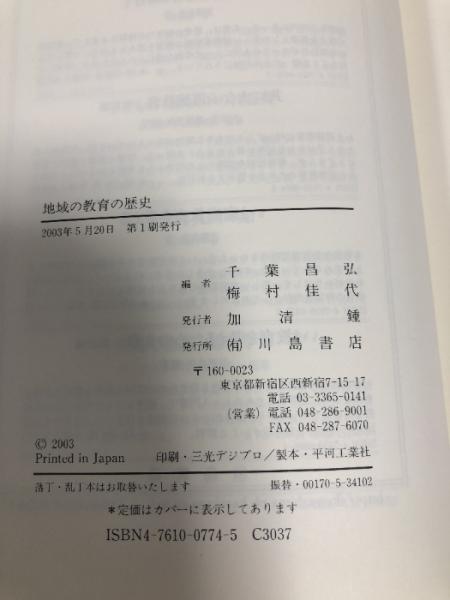 地域の教育の歴史
2003年5月20日 第1刷発行
編者 千葉昌弘
梅村佳代
発行者 加清鍾
発行所 ㈲川島書店
〒160-0023
東京都新宿区西新宿7-15-17
電話 03-3365-0141
(営業) 電話 048-286-9001
FAX 048-287-6070
© 2003
Printed in Japan 印刷・三光デジプロ/製本・平河工業社
落丁・乱丁本はお取替いたします 振替・00170-5-34102
*定価はカバーに表示してあります
ISBN4-7610-0774-5 C3037